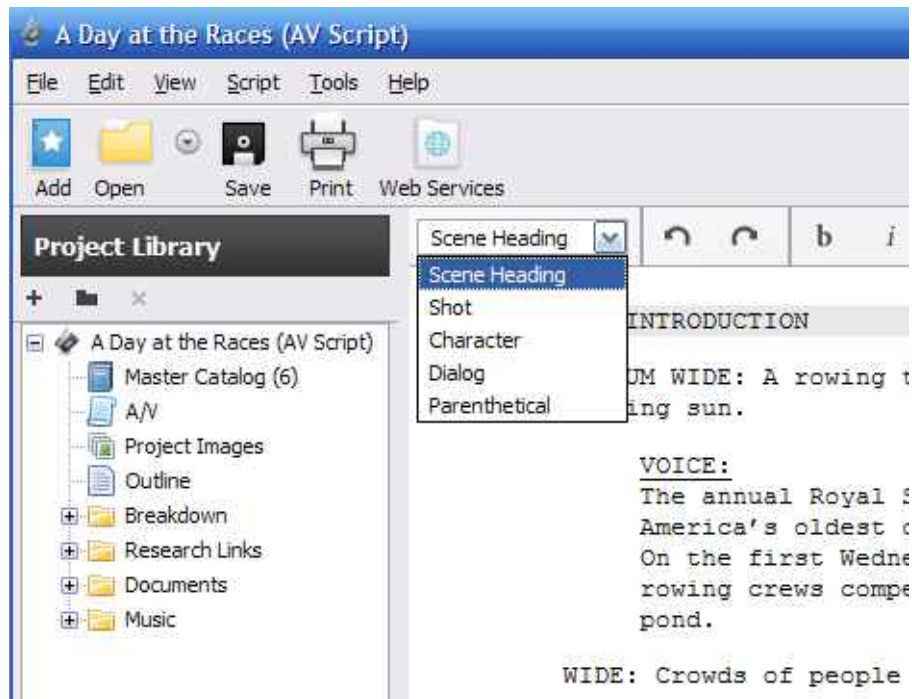 A Day at the Races (AV Script)
File Edit View Script Tools Help
Add Open Save Print Web Services
Project Library
Scene Heading b i
Scene Heading
Shot
Character
Dialog
Parenthetical
A Day at the Races (AV Script)
Master Catalog (6)
A/V
Project Images
Outline
Breakdown
Research Links
Documents
Music
NTRODUCTION
UM WIDE: A rowing t
ing sun.
VOICE:
The annual Royal S
America's oldest c
On the first Wedne
rowing crews compe
pond.
WIDE: Crowds of people